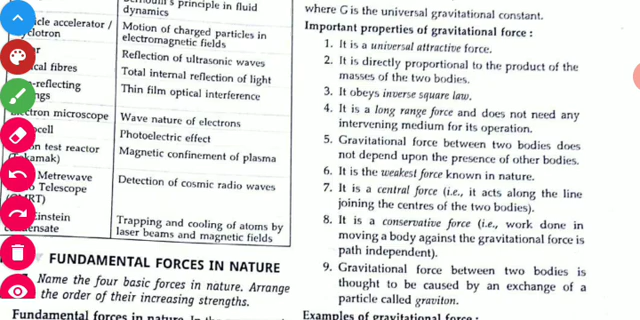 principle in fluid
dynamics
accelerator /
Motion of charged particles in
electromagnetic fields
Reflection of ultrasonic waves
fibres
Total internal reflection of light
-reflecting
Thin film optical interference
microscope
Wave nature of electrons
Photoelectric effect
test reactor
Magnetic confinement of plasma
Metrewave
Telescope
Detection of cosmic radio waves
Einstein
Trapping and cooling of atoms by
laser beams and magnetic fields
FUNDAMENTAL FORCES IN NATURE
Name the four basic forces in nature. Arrange
the order of their increasing strengths.
Fundamental forces in nature.
where G is the universal gravitational constant.
Important properties of gravitational force :
1. It is a universal attractive force.
2. It is directly proportional to the product of the
masses of the two bodies.
3. It obeys inverse square law.
4. It is a long range force and does not need any
intervening medium for its operation.
5. Gravitational force between two bodies does
not depend upon the presence of other bodies.
6. It is the weakest force known in nature.
7. It is a central force (i.e., it acts along the line
joining the centres of the two bodies).
8. It is a conservative force (i.e., work done in
moving a body against the gravitational force is
path independent).
9. Gravitational force between two bodies is
thought to be caused by an exchange of a
particle called graviton.
Examples of gravitational force :